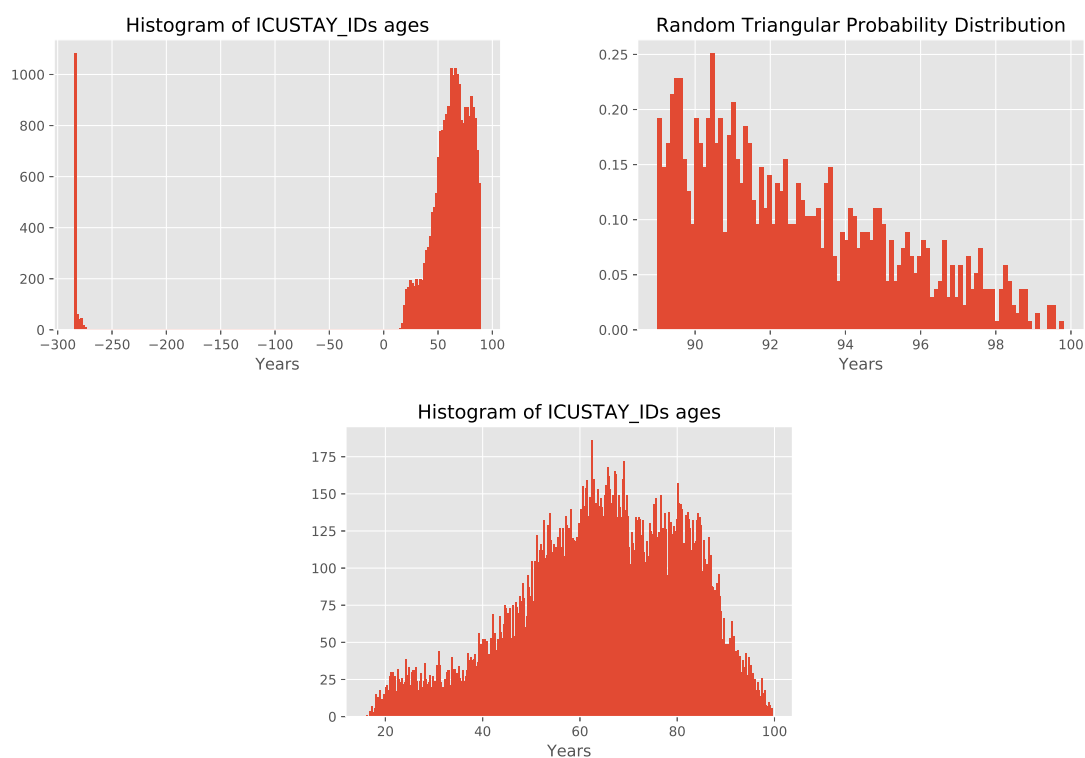 Histogram of ICUSTAY_IDs ages
1000
800
600
400
200
0
−300 −250 −200 −150 −100 −50 0 50 100
Years
Random Triangular Probability Distribution
0.25
0.20
0.15
0.10
0.05
0.00
90 92 94 96 98 100
Years
Histogram of ICUSTAY_IDs ages
175
150
125
100
75
50
25
0
20 40 60 80 100
Years